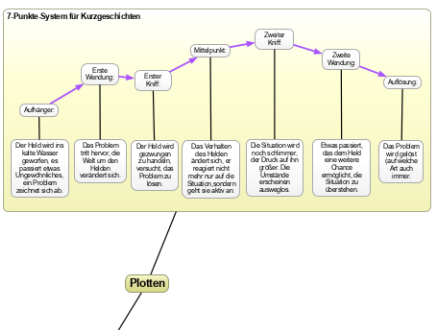 7-Punkte-System für Kurzgeschichten
Aufhänger:
Erste
Wendung:
Erster
Kniff:
Mittelpunkt:
Zweiter
Kniff:
Zweite
Wendung:
Auflösung:
Der Held wird ins
kalte Wasser
geworfen, es
passiert etwas
Ungewöhnliches,
ein Problem
zeichnet sich ab.
Das Problem
tritt hervor, die
Welt um den
Helden
verändert sich.
Der Held wird
gezwungen
zu handeln,
versucht, das
Problem zu
lösen.
Das Verhalten
des Helden
ändert sich, er
reagiert nicht
mehr nur auf die
Situation, sondern
geht sie aktiv an.
Die Situation wird
noch schlimmer,
der Druck auf ihn
größer. Die
Umstände
erscheinen
ausweglos.
Etwas passiert,
das dem Held
eine weitere
Chance
ermöglicht, die
Situation zu
überstehen.
Das Problem
wird gelöst
(auf welche
Art auch
immer.
Plotten